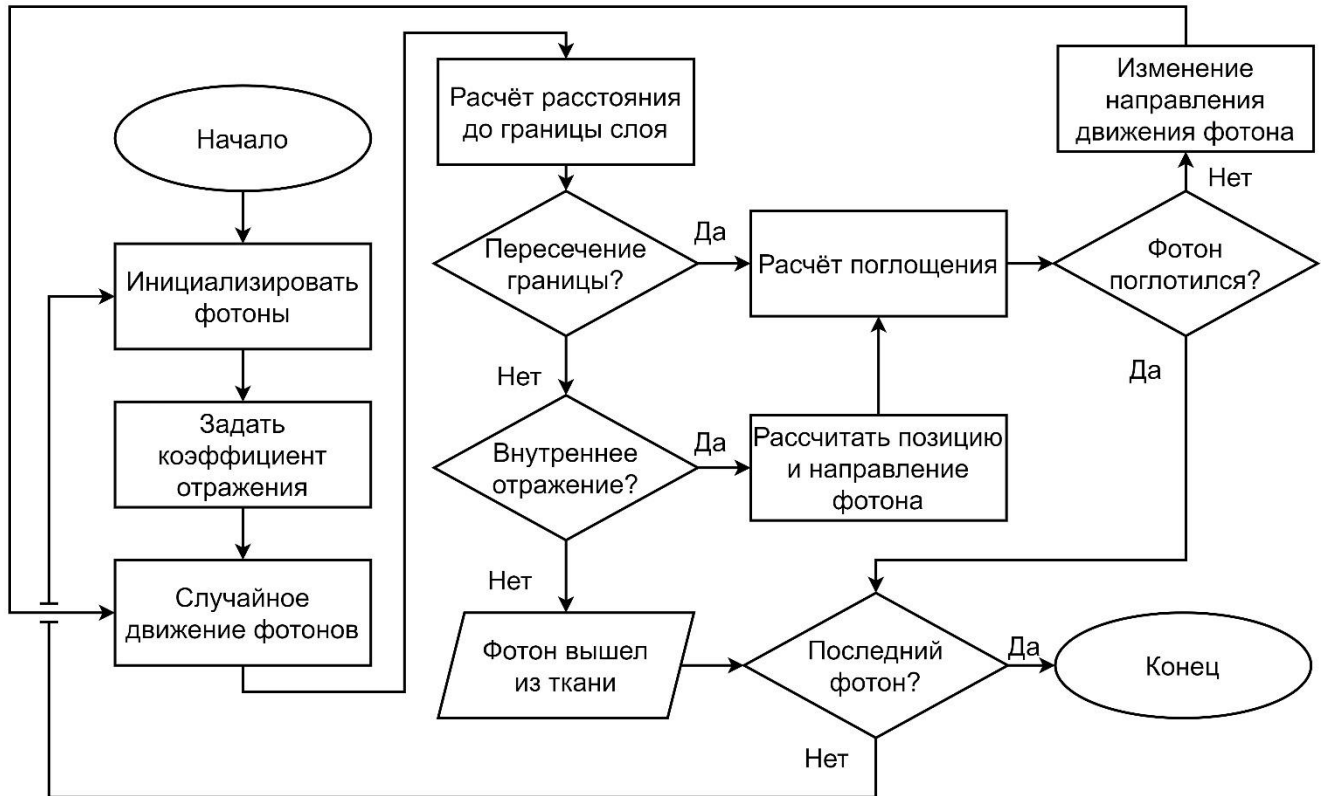 Начало
Инициализировать
фотоны
Задать
коэффициент
отражения
Случайное
движение фотонов
Расчёт расстояния
до границы слоя
Пересечение
границы?
Да
Нет
Расчёт поглощения
Фотон
поглотился?
Нет
Да
Изменение
направления
движения фотона
Внутреннее
отражение?
Да
Нет
Рассчитать позицию
и направление
фотона
Фотон вышел
из ткани
Последний
фотон?
Да
Нет
Конец